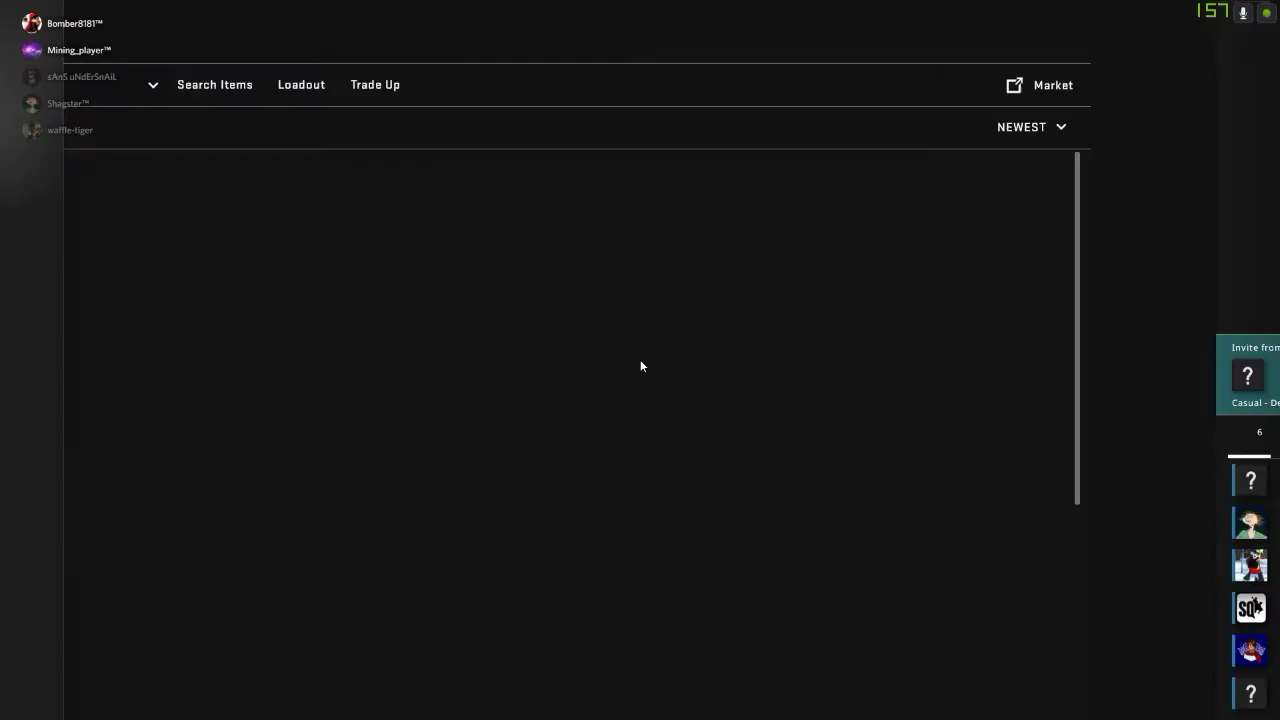 Bomber8181™
Mining_player™
sAnS uNdErSnAiL
Shagster™
waffle-tiger
Search Items
Loadout
Trade Up
Market
NEWEST
157
Invite from
?
Casual - De
6
?
SQ
?